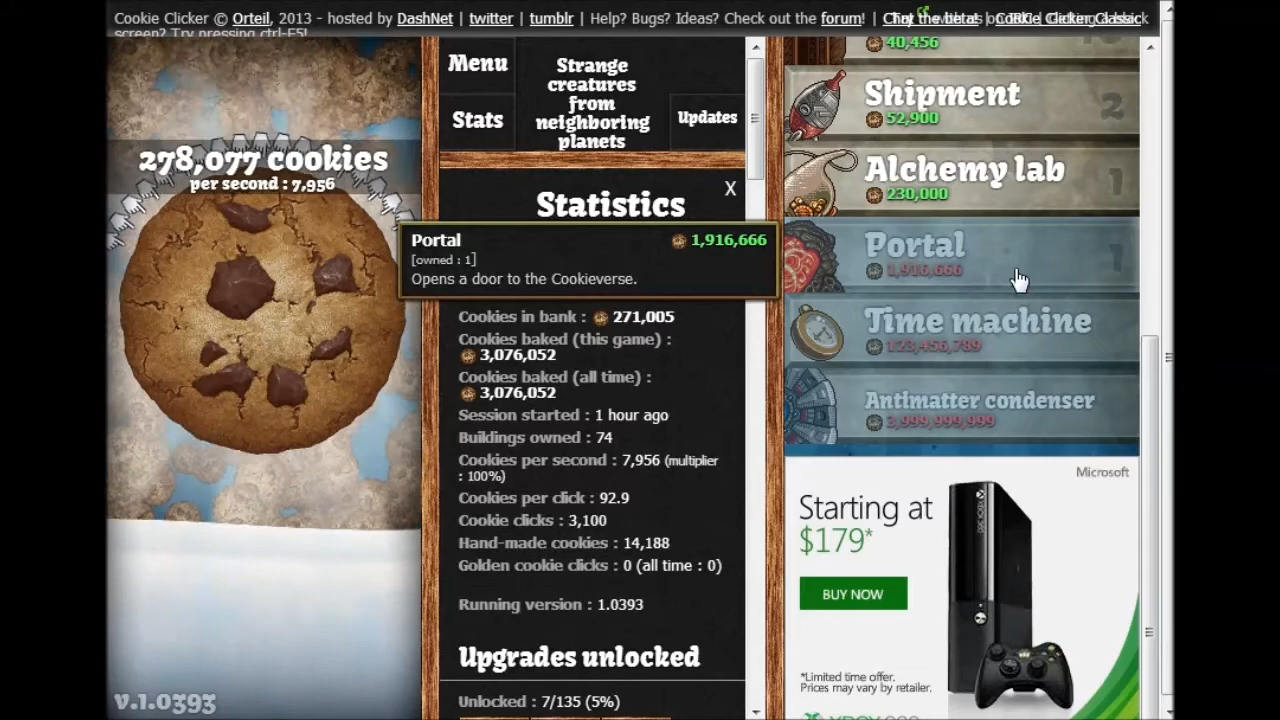 Cookie Clicker © Orteil, 2013 - hosted by DashNet | twitter | tumblr | Help? Bugs? Ideas? Check out the forum! |
screen? Try pressing ctrl-F5!
278,077 cookies
per second : 7,956
v.1.0393
Menu
Stats
Strange
creatures
from
neighboring
planets
Updates
X
Statistics
Portal
1,916,666
[owned : 1]
Opens a door to the Cookieverse.
Cookies in bank : 271,005
Cookies baked (this game) :
3,076,052
Cookies baked (all time) :
3,076,052
Session started : 1 hour ago
Buildings owned : 74
Cookies per second : 7,956 (multiplier
: 100%)
Cookies per click : 92.9
Cookie clicks : 3,100
Hand-made cookies : 14,188
Golden cookie clicks : 0 (all time : 0)
Running version : 1.0393
Upgrades unlocked
Unlocked : 7/135 (5%)
40,456
Shipment
52,900
2
Alchemy lab
230,000
1
Portal
1,916,666
1
Time machine
123,456,789
Antimatter condenser
3,999,999,999
Microsoft
Starting at
$179*
BUY NOW
*Limited time offer.
Prices may vary by retailer.